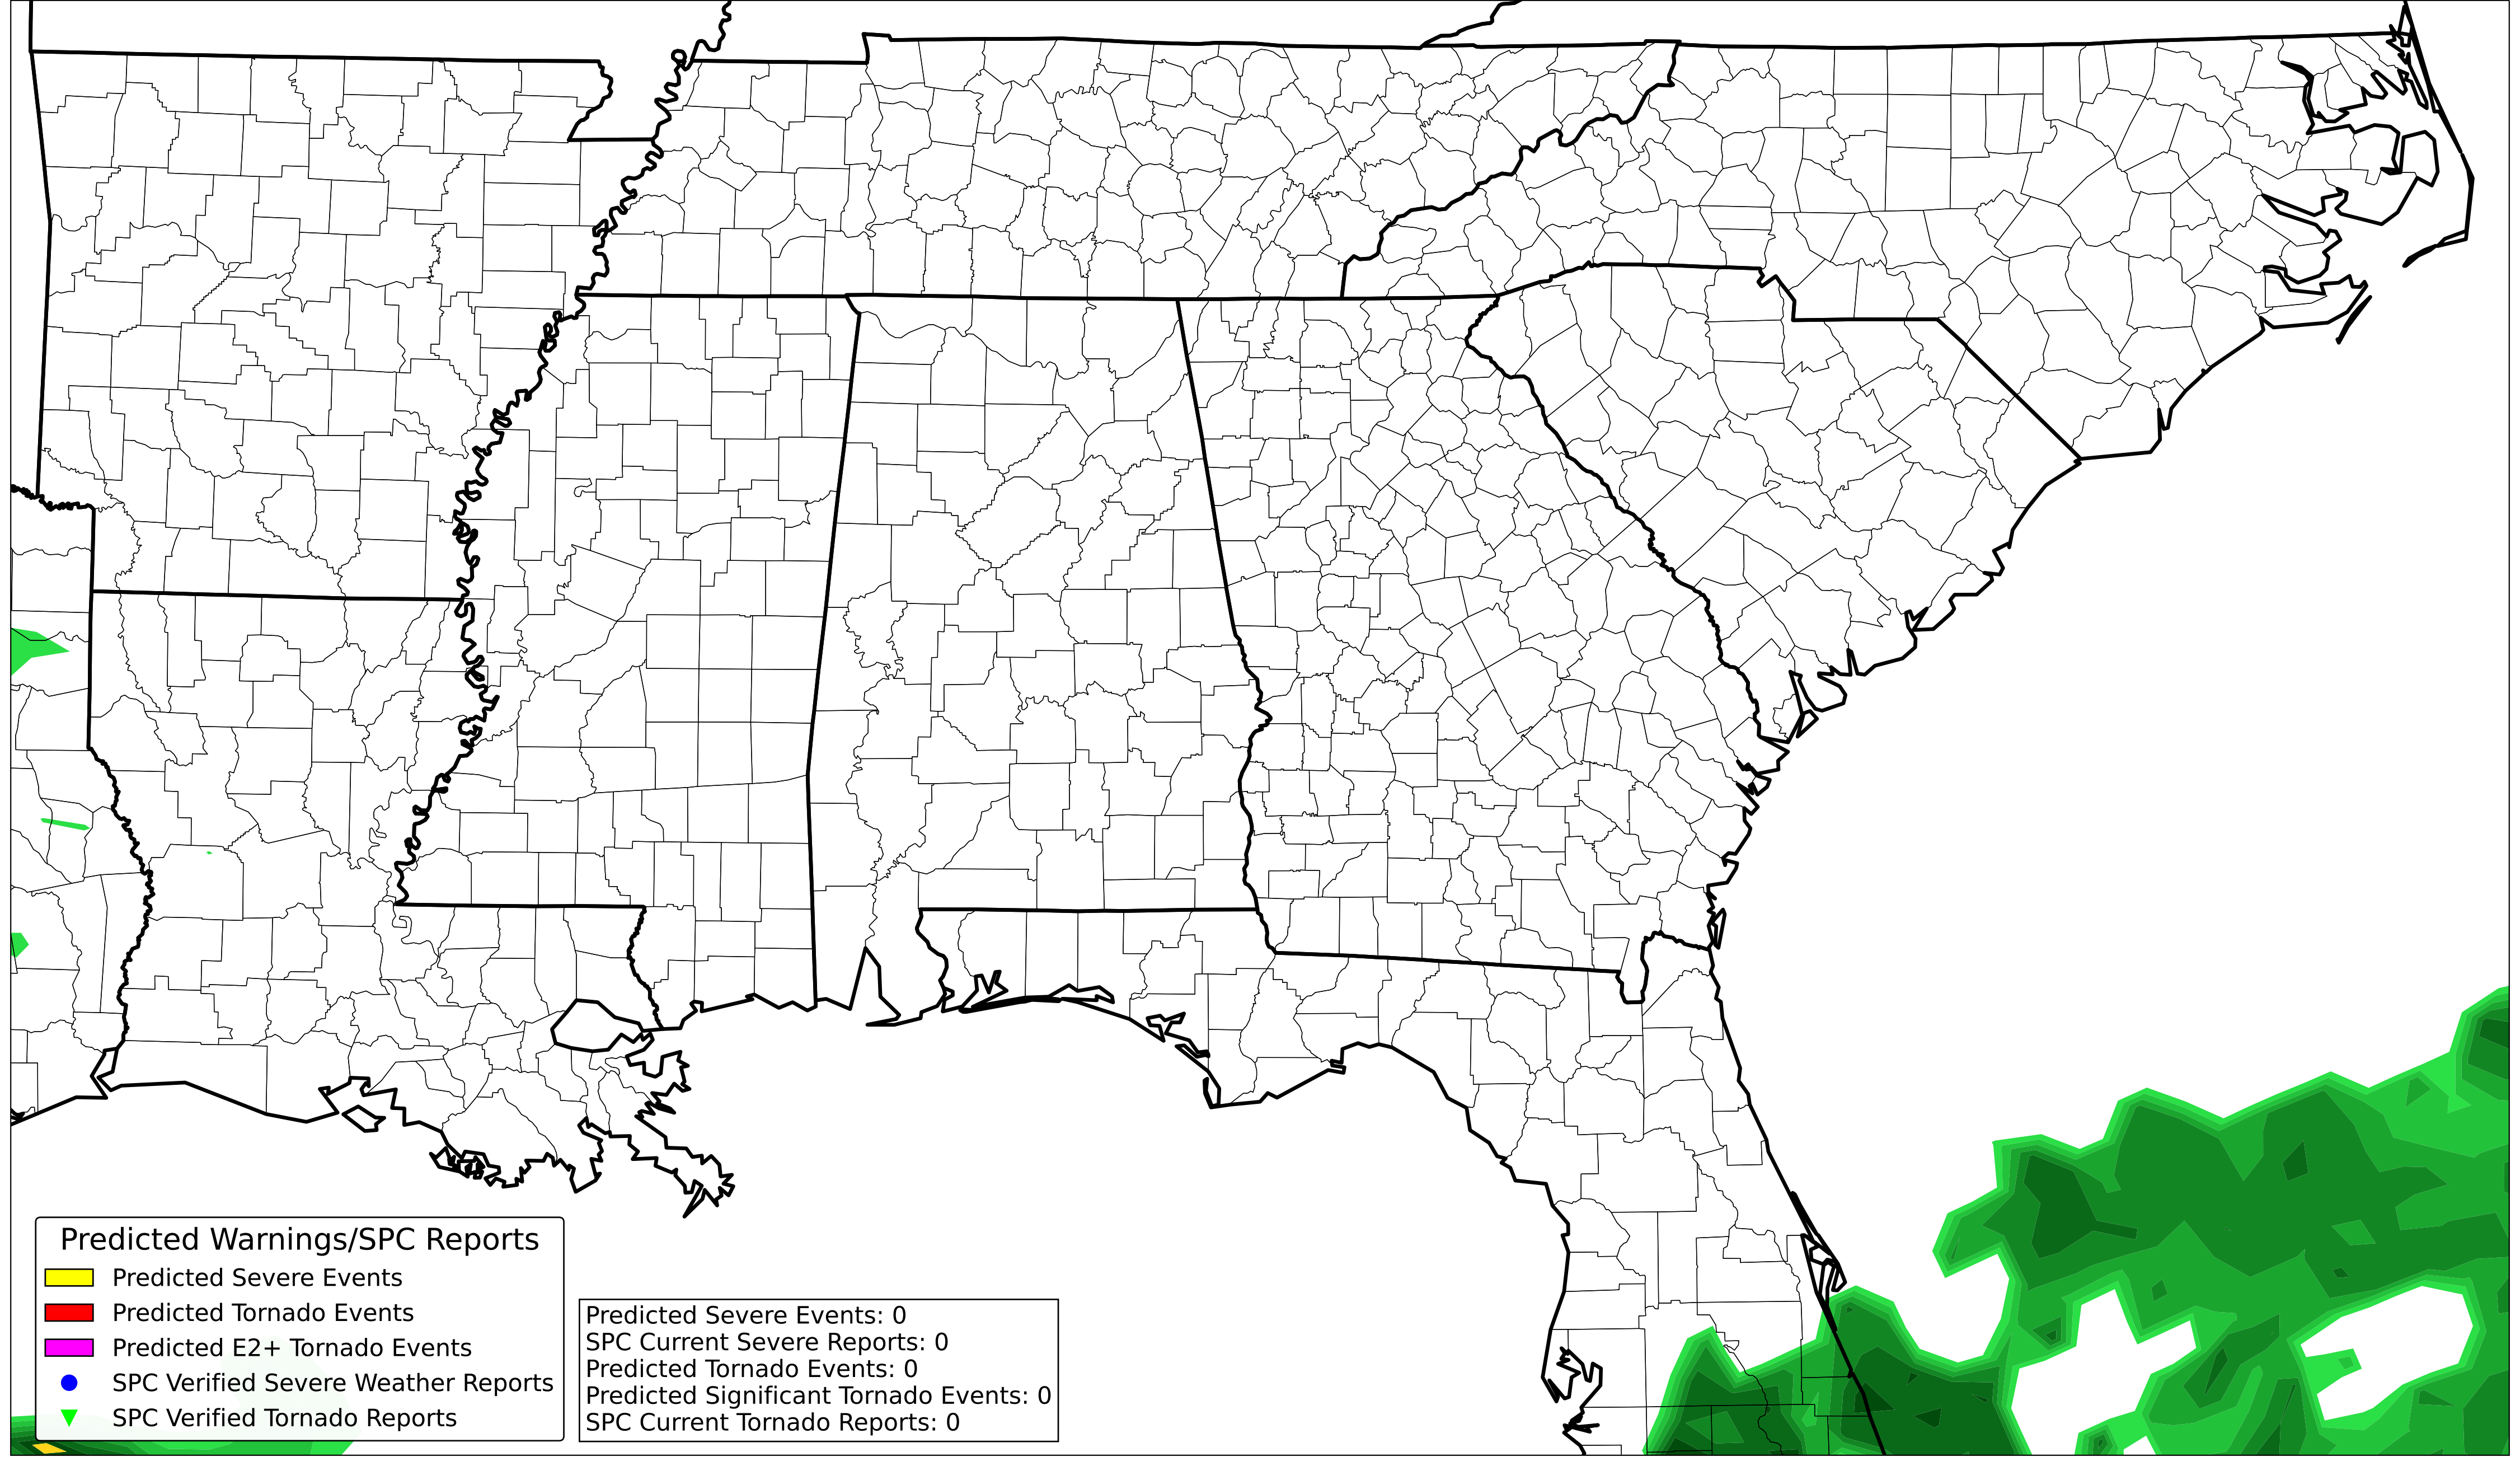 Predicted Warnings/SPC Reports
Predicted Severe Events
Predicted Tornado Events
Predicted E2+ Tornado Events
SPC Verified Severe Weather Reports
SPC Verified Tornado Reports
Predicted Severe Events: 0
SPC Current Severe Reports: 0
Predicted Tornado Events: 0
Predicted Significant Tornado Events: 0
SPC Current Tornado Reports: 0